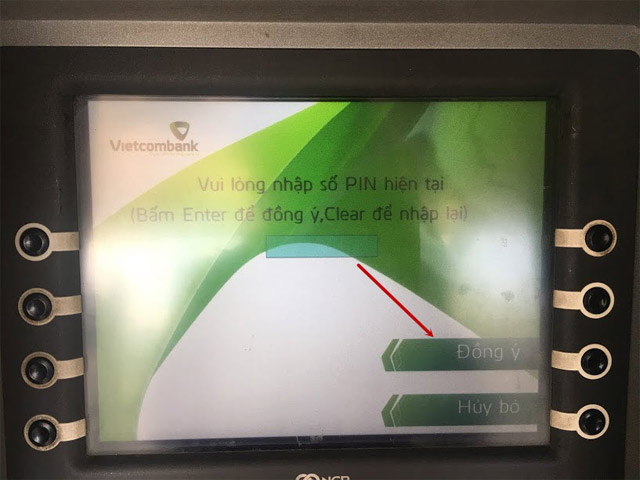 Vietcombank
Vui lòng nhập số PIN hiện tại
(Bấm Enter để đồng ý,Clear để nhập lại)
Đồng ý
Hủy bỏ
NCR